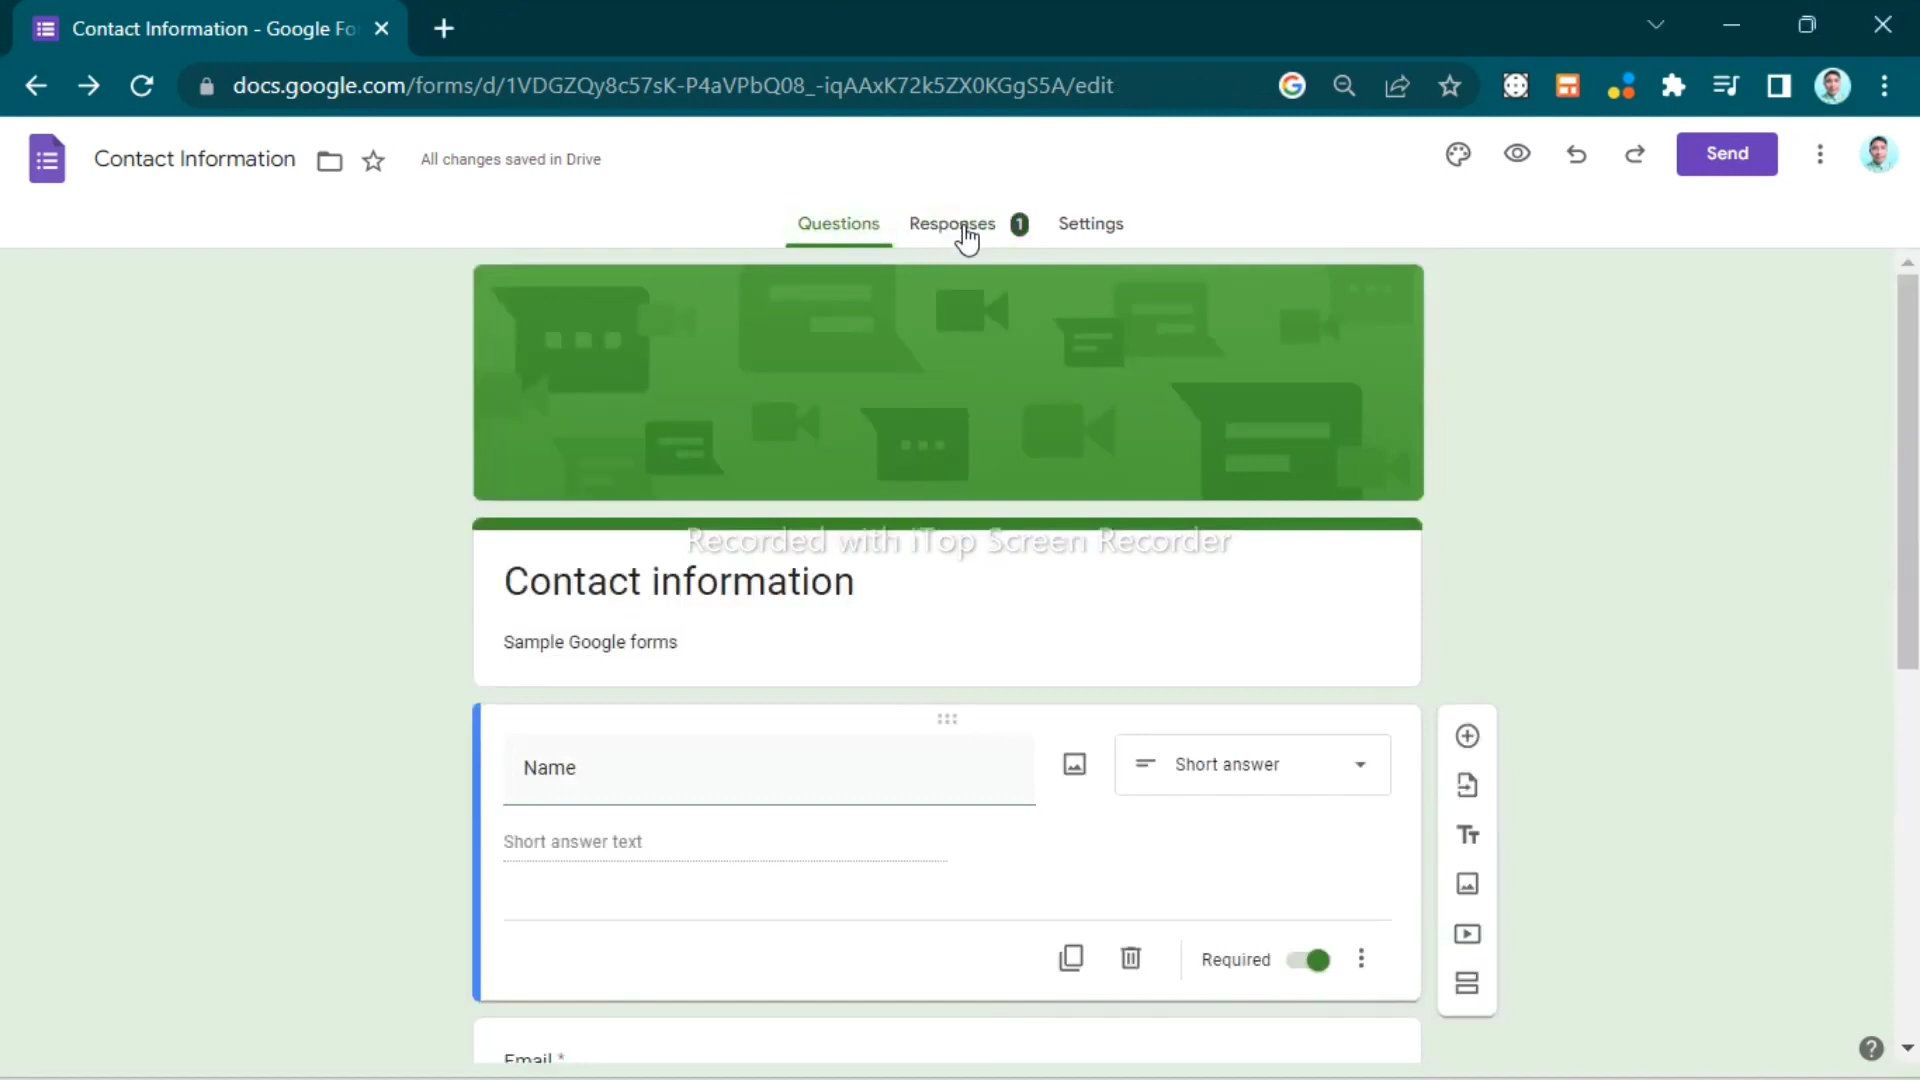 Contact Information - Google Fo
docs.google.com/forms/d/1VDGZQy8c57sK-P4aVPbQ08_-iqAAxK72k5ZX0KGgS5A/edit
Contact Information
All changes saved in Drive
Send
Questions
Responses
1
Settings
Recorded with iTop Screen Recorder
Contact information
Sample Google forms
Name
Short answer
Short answer text
Required
Email *